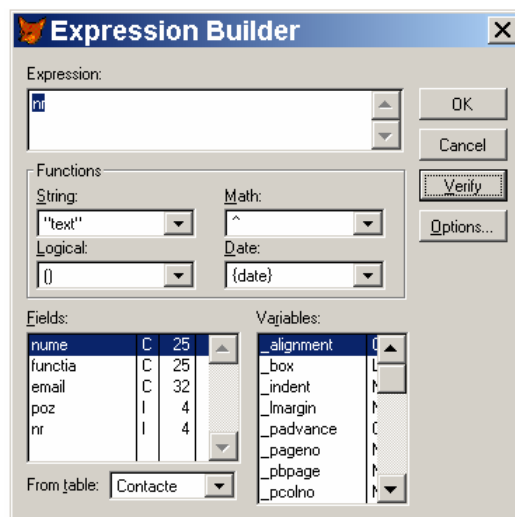 Expression Builder
Expression:
nr
OK
Cancel
Verify
Options...
Functions
String: Math:
"text" ^
Logical: Date:
() {date}
Fields: Variables:
nume C 25
functia C 25
email C 32
poz I 4
nr I 4
_alignment
_box
_indent
_lmargin
_padvance
_pageno
_pbpage
_pcolno
From table: Contacte